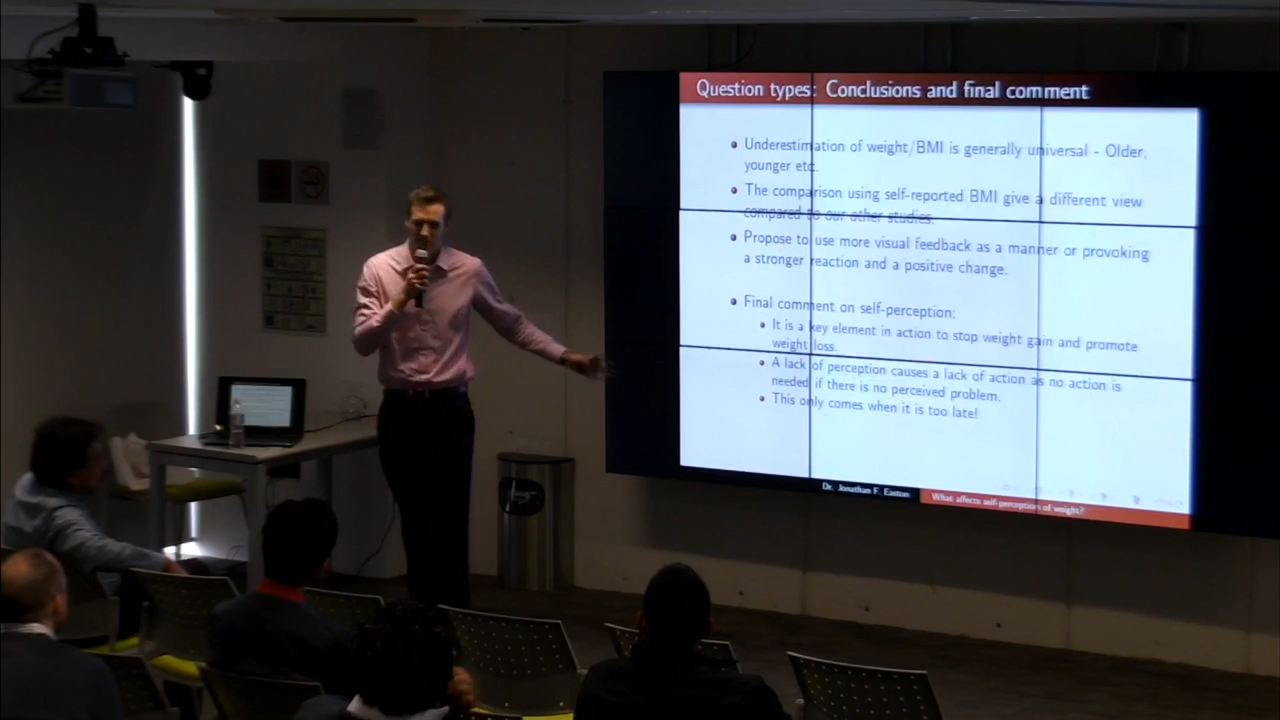 Question types: Conclusions and final comment
Underestimation of weight/BMI is generally universal - Older,
younger etc.
The comparison using self-reported BMI give a different view
compared to our other studies.
Propose to use more visual feedback as a manner or provoking
a stronger reaction and a positive change.
Final comment on self-perception:
It is a key element in action to stop weight gain and promote
weight loss.
A lack of perception causes a lack of action as no action is
needed if there is no perceived problem.
This only comes when it is too late!
Dr. Jonathan F. Easton
What affects self-perception of weight?